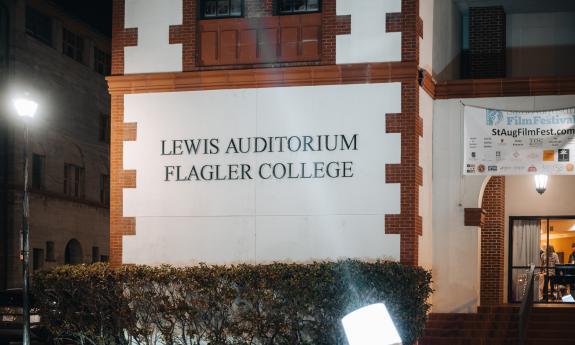 LEWIS AUDITORIUM
FLAGLER COLLEGE
FilmFestival
StAugFilmFest.com